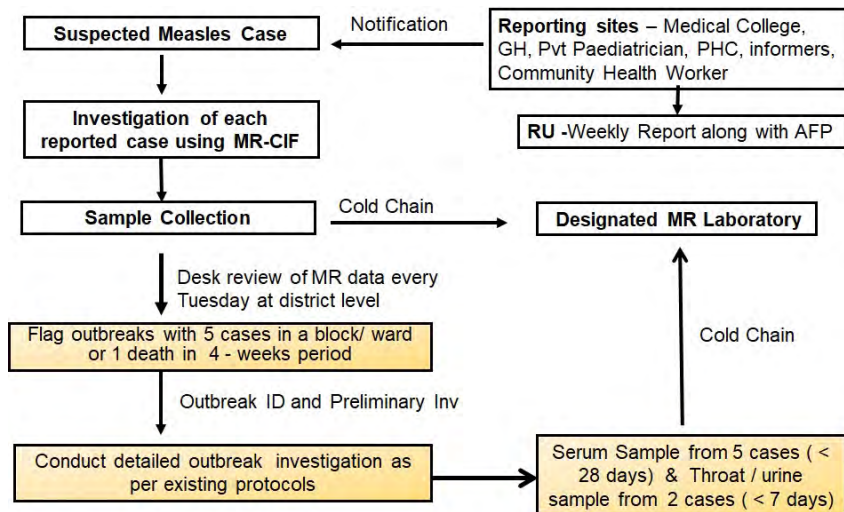 Suspected Measles Case
Notification
Reporting sites – Medical College,
GH, Pvt Paediatrician, PHC, informers,
Community Health Worker
RU -Weekly Report along with AFP
Investigation of each
reported case using MR-CIF
Sample Collection
Cold Chain
Designated MR Laboratory
Desk review of MR data every
Tuesday at district level
Flag outbreaks with 5 cases in a block/ ward
or 1 death in 4 - weeks period
Cold Chain
Outbreak ID and Preliminary Inv
Conduct detailed outbreak investigation as
per existing protocols
Serum Sample from 5 cases ( <
28 days) & Throat / urine
sample from 2 cases ( < 7 days)